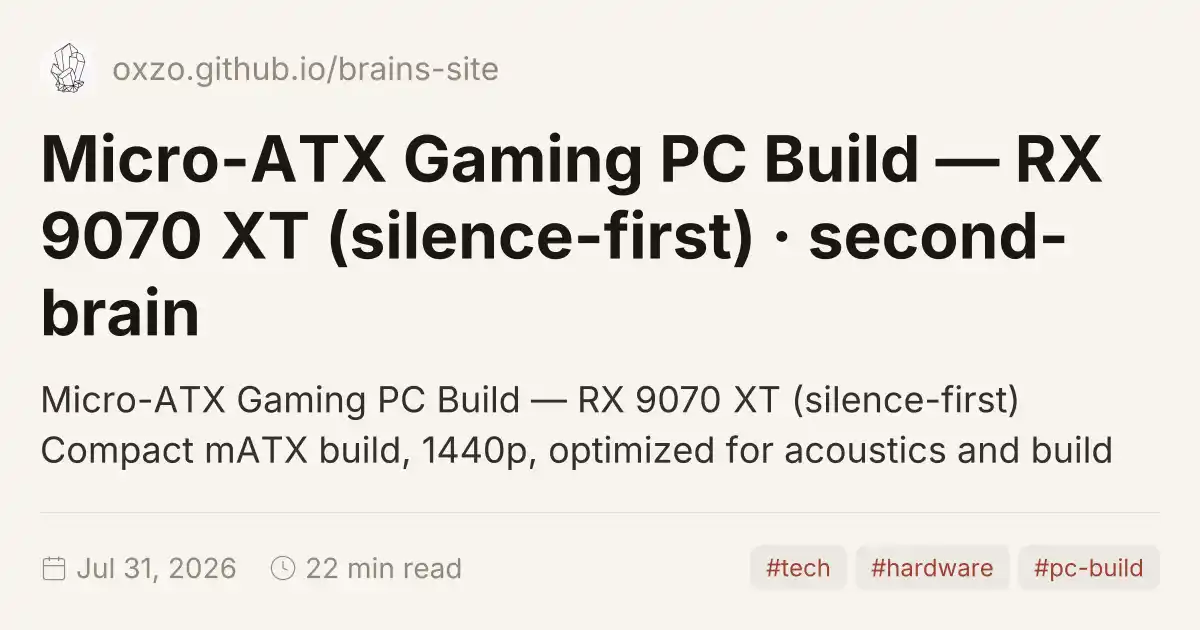 oxzo.github.io/brains-site
Micro-ATX Gaming PC Build — RX
9070 XT (silence-first) · second-
brain
Micro-ATX Gaming PC Build — RX 9070 XT (silence-first)
Compact mATX build, 1440p, optimized for acoustics and build
Jul 31, 2026 22 min read #tech #hardware #pc-build